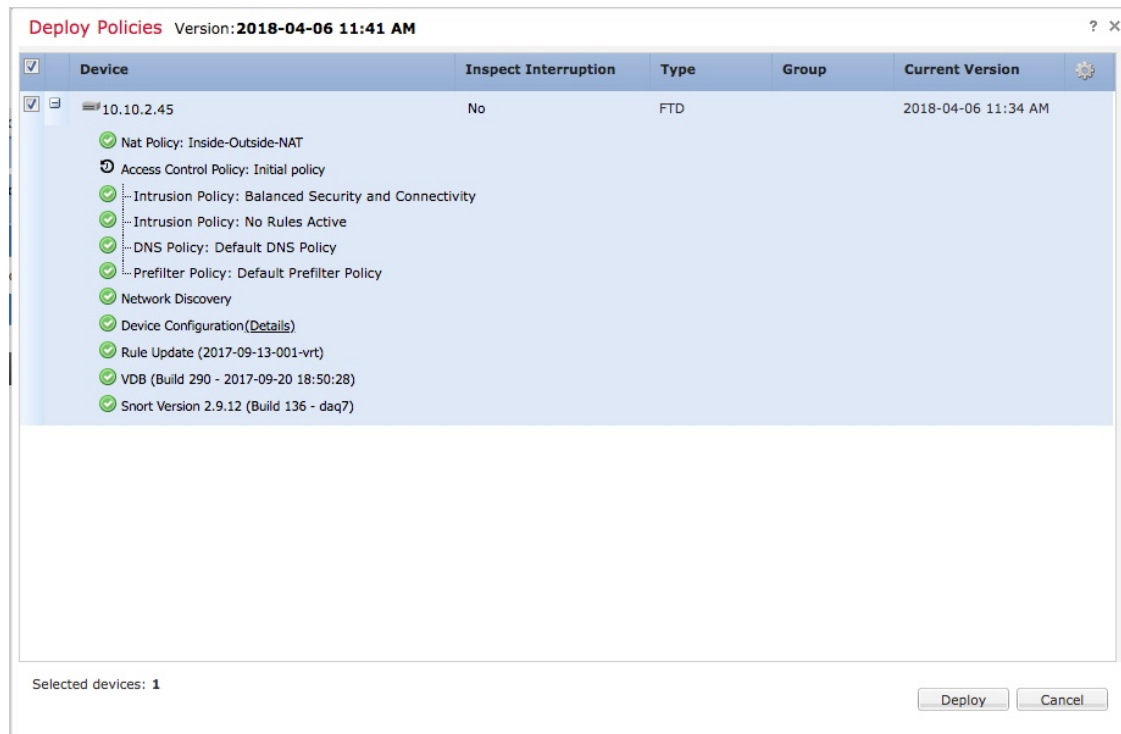 Deploy Policies Version:2018-04-06 11:41 AM ? X
Device Inspect Interruption Type Group Current Version
10.10.2.45 No FTD 2018-04-06 11:34 AM
Nat Policy: Inside-Outside-NAT
Access Control Policy: Initial policy
Intrusion Policy: Balanced Security and Connectivity
Intrusion Policy: No Rules Active
DNS Policy: Default DNS Policy
Prefilter Policy: Default Prefilter Policy
Network Discovery
Device Configuration(Details)
Rule Update (2017-09-13-001-vrt)
VDB (Build 290 - 2017-09-20 18:50:28)
Snort Version 2.9.12 (Build 136 - daq7)
Selected devices: 1
Deploy Cancel